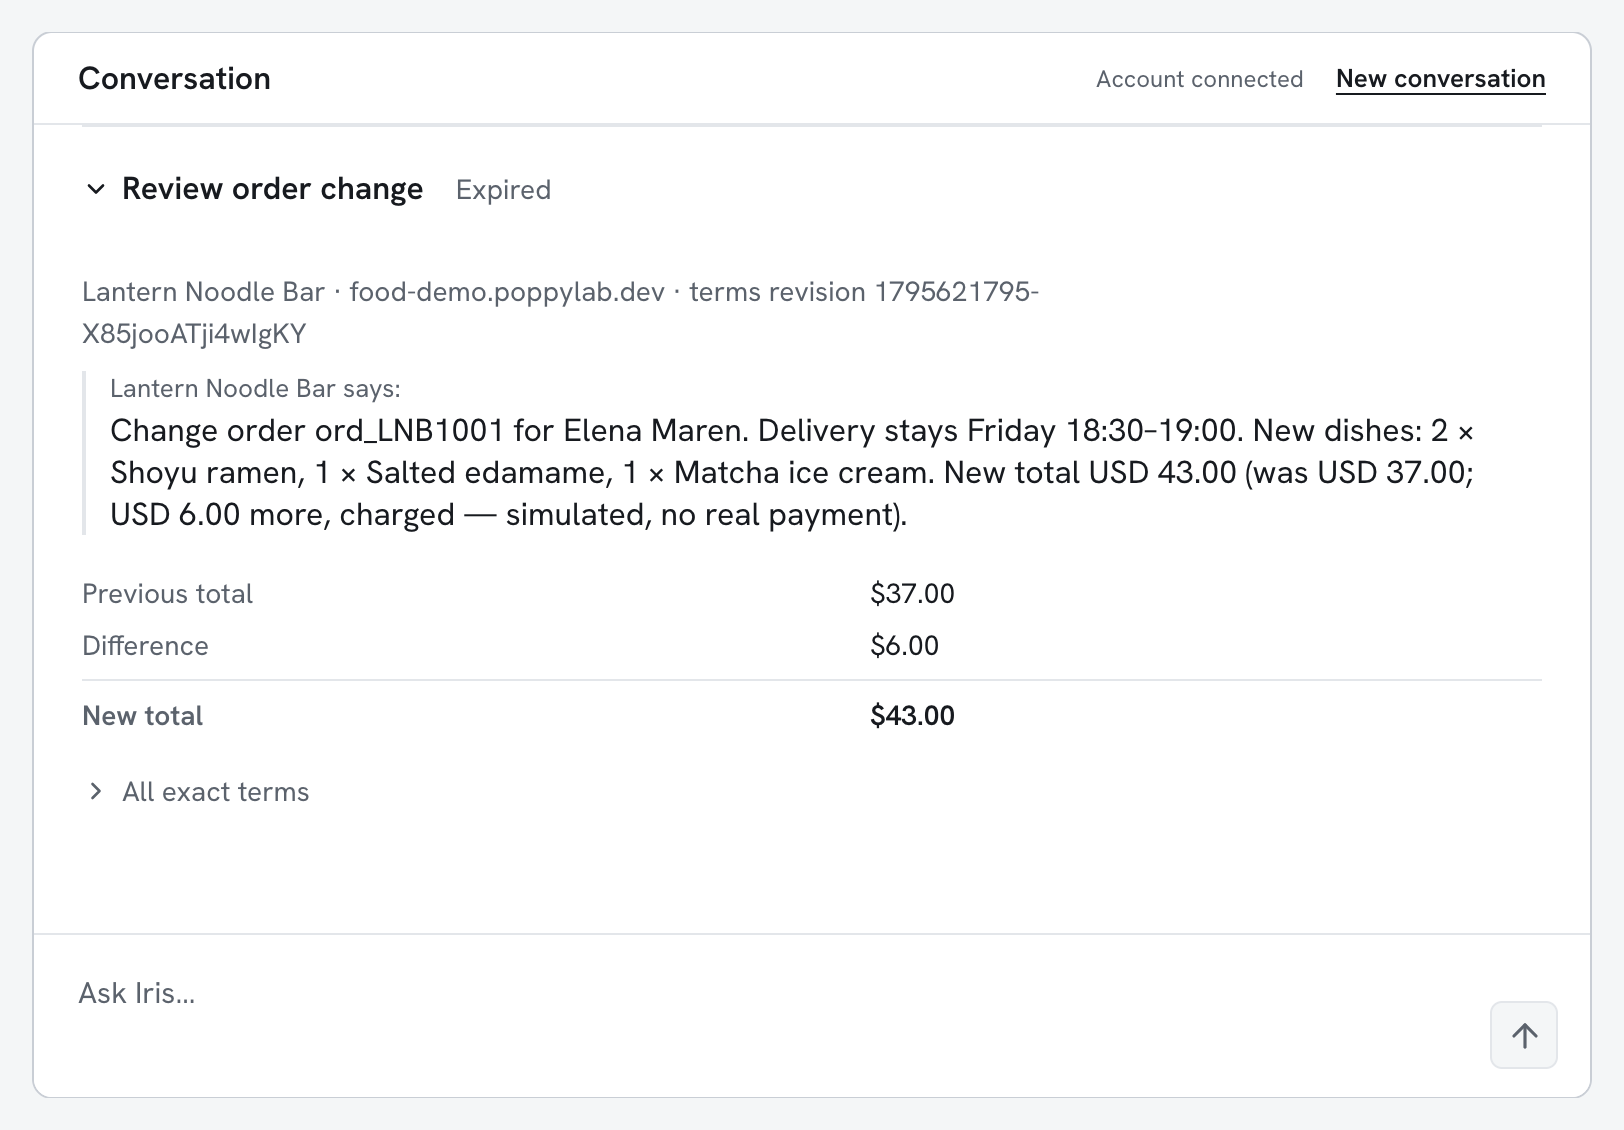 Conversation
Account connected
New conversation
Review order change
Expired
Lantern Noodle Bar · food-demo.poppylab.dev · terms revision 1795621795-
X85jooATji4wIgKY
Lantern Noodle Bar says:
Change order ord_LNB1001 for Elena Maren. Delivery stays Friday 18:30–19:00. New dishes: 2 ×
Shoyu ramen, 1 × Salted edamame, 1 × Matcha ice cream. New total USD 43.00 (was USD 37.00;
USD 6.00 more, charged — simulated, no real payment).
Previous total
$37.00
Difference
$6.00
New total
$43.00
All exact terms
Ask Iris...